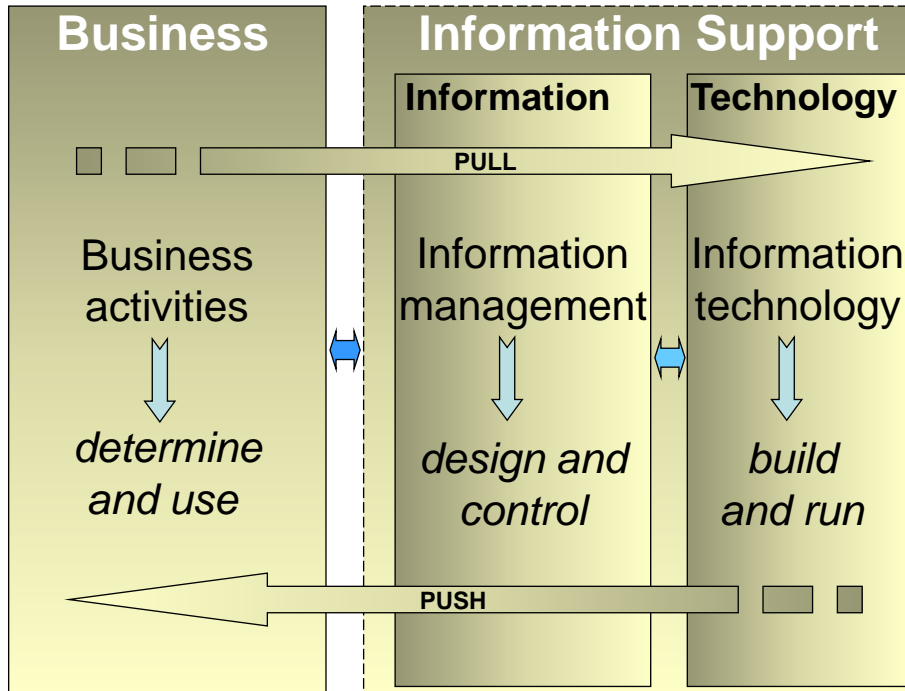 Business
Information Support
Information
Technology
PULL
Business
activities
Information
management
Information
technology
determine
and use
design and
control
build
and run
PUSH